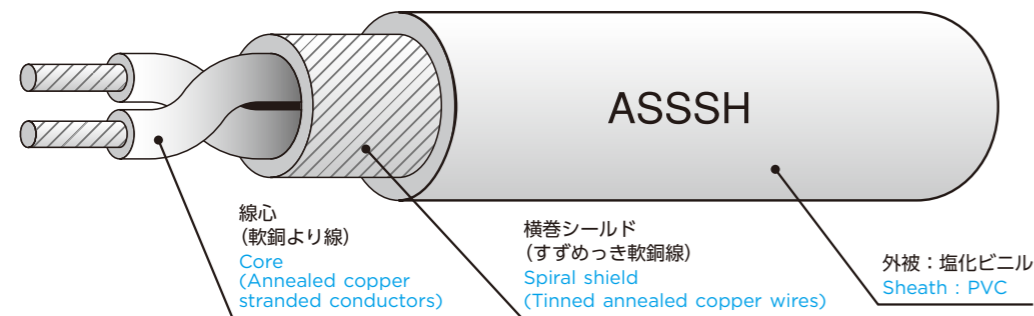 ASSSH
線心
(軟銅より線)
Core
(Annealed copper
stranded conductors)
横巻シールド
(すずめっき軟銅線)
Spiral shield
(Tinned annealed copper wires)
外被：塩化ビニル
Sheath : PVC